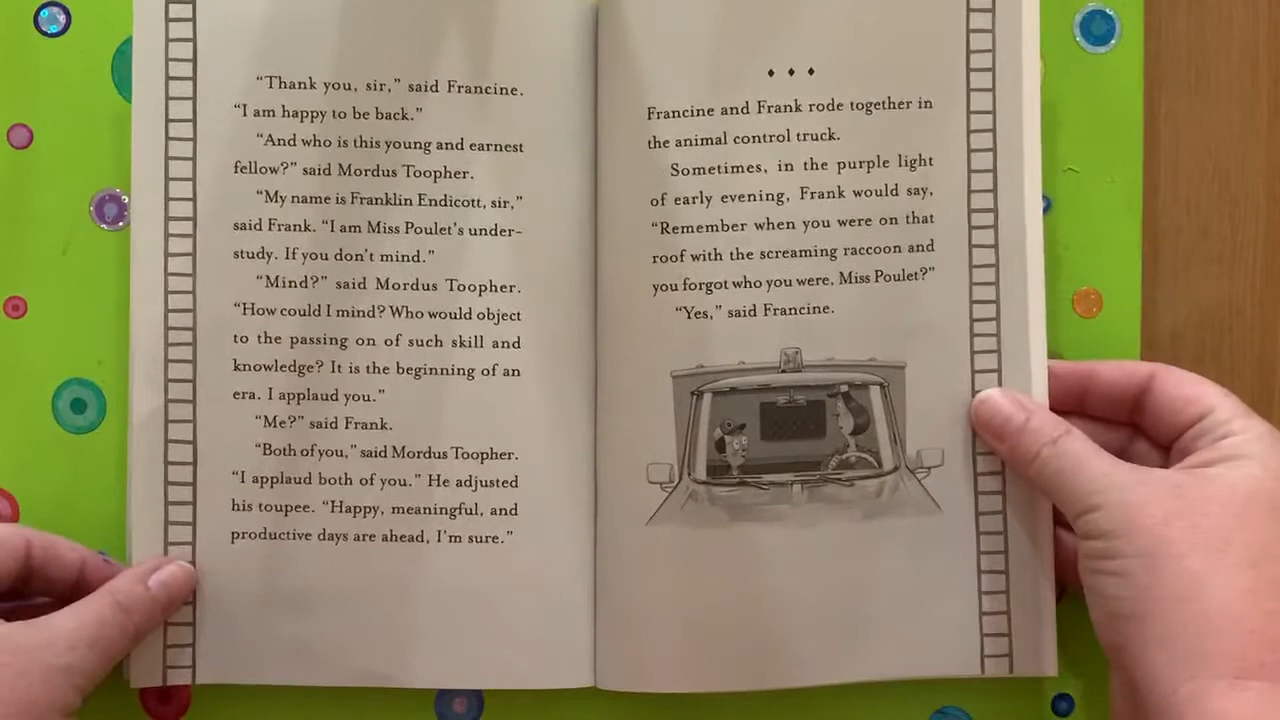 “Thank you, sir,” said Francine.
“I am happy to be back.”
“And who is this young and earnest
fellow?” said Mordus Toopher.
“My name is Franklin Endicott, sir,”
said Frank. “I am Miss Poulet’s under-
study. If you don’t mind.”
“Mind?” said Mordus Toopher.
“How could I mind? Who would object
to the passing on of such skill and
knowledge? It is the beginning of an
era. I applaud you.”
“Me?” said Frank.
“Both of you,” said Mordus Toopher.
“I applaud both of you.” He adjusted
his toupee. “Happy, meaningful, and
productive days are ahead, I’m sure.”
Francine and Frank rode together in
the animal control truck.
Sometimes, in the purple light
of early evening, Frank would say,
“Remember when you were on that
roof with the screaming raccoon and
you forgot who you were, Miss Poulet?”
“Yes,” said Francine.